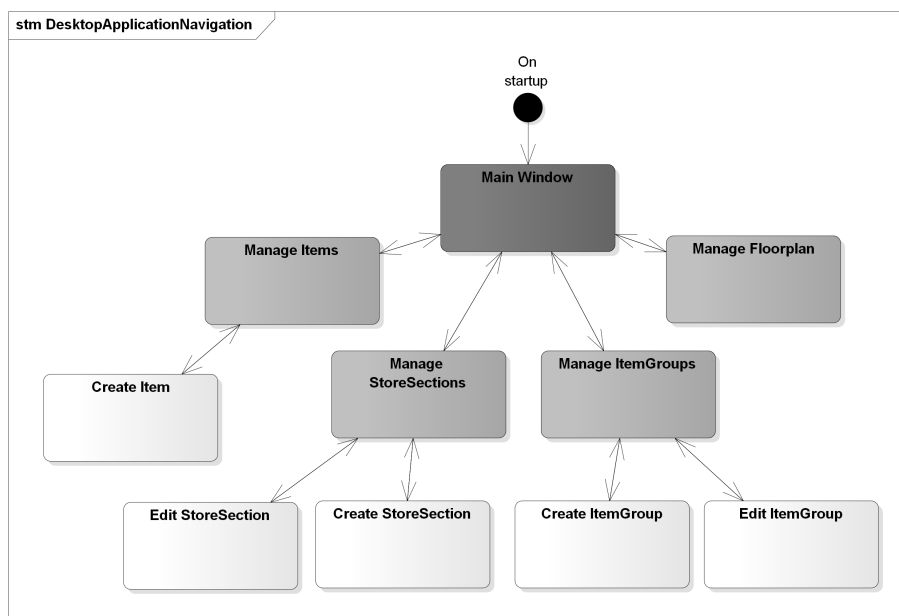 stm DesktopApplicationNavigation
On
startup
Main Window
Manage Items
Manage Floorplan
Manage
StoreSections
Manage ItemGroups
Create Item
Edit StoreSection
Create StoreSection
Create ItemGroup
Edit ItemGroup